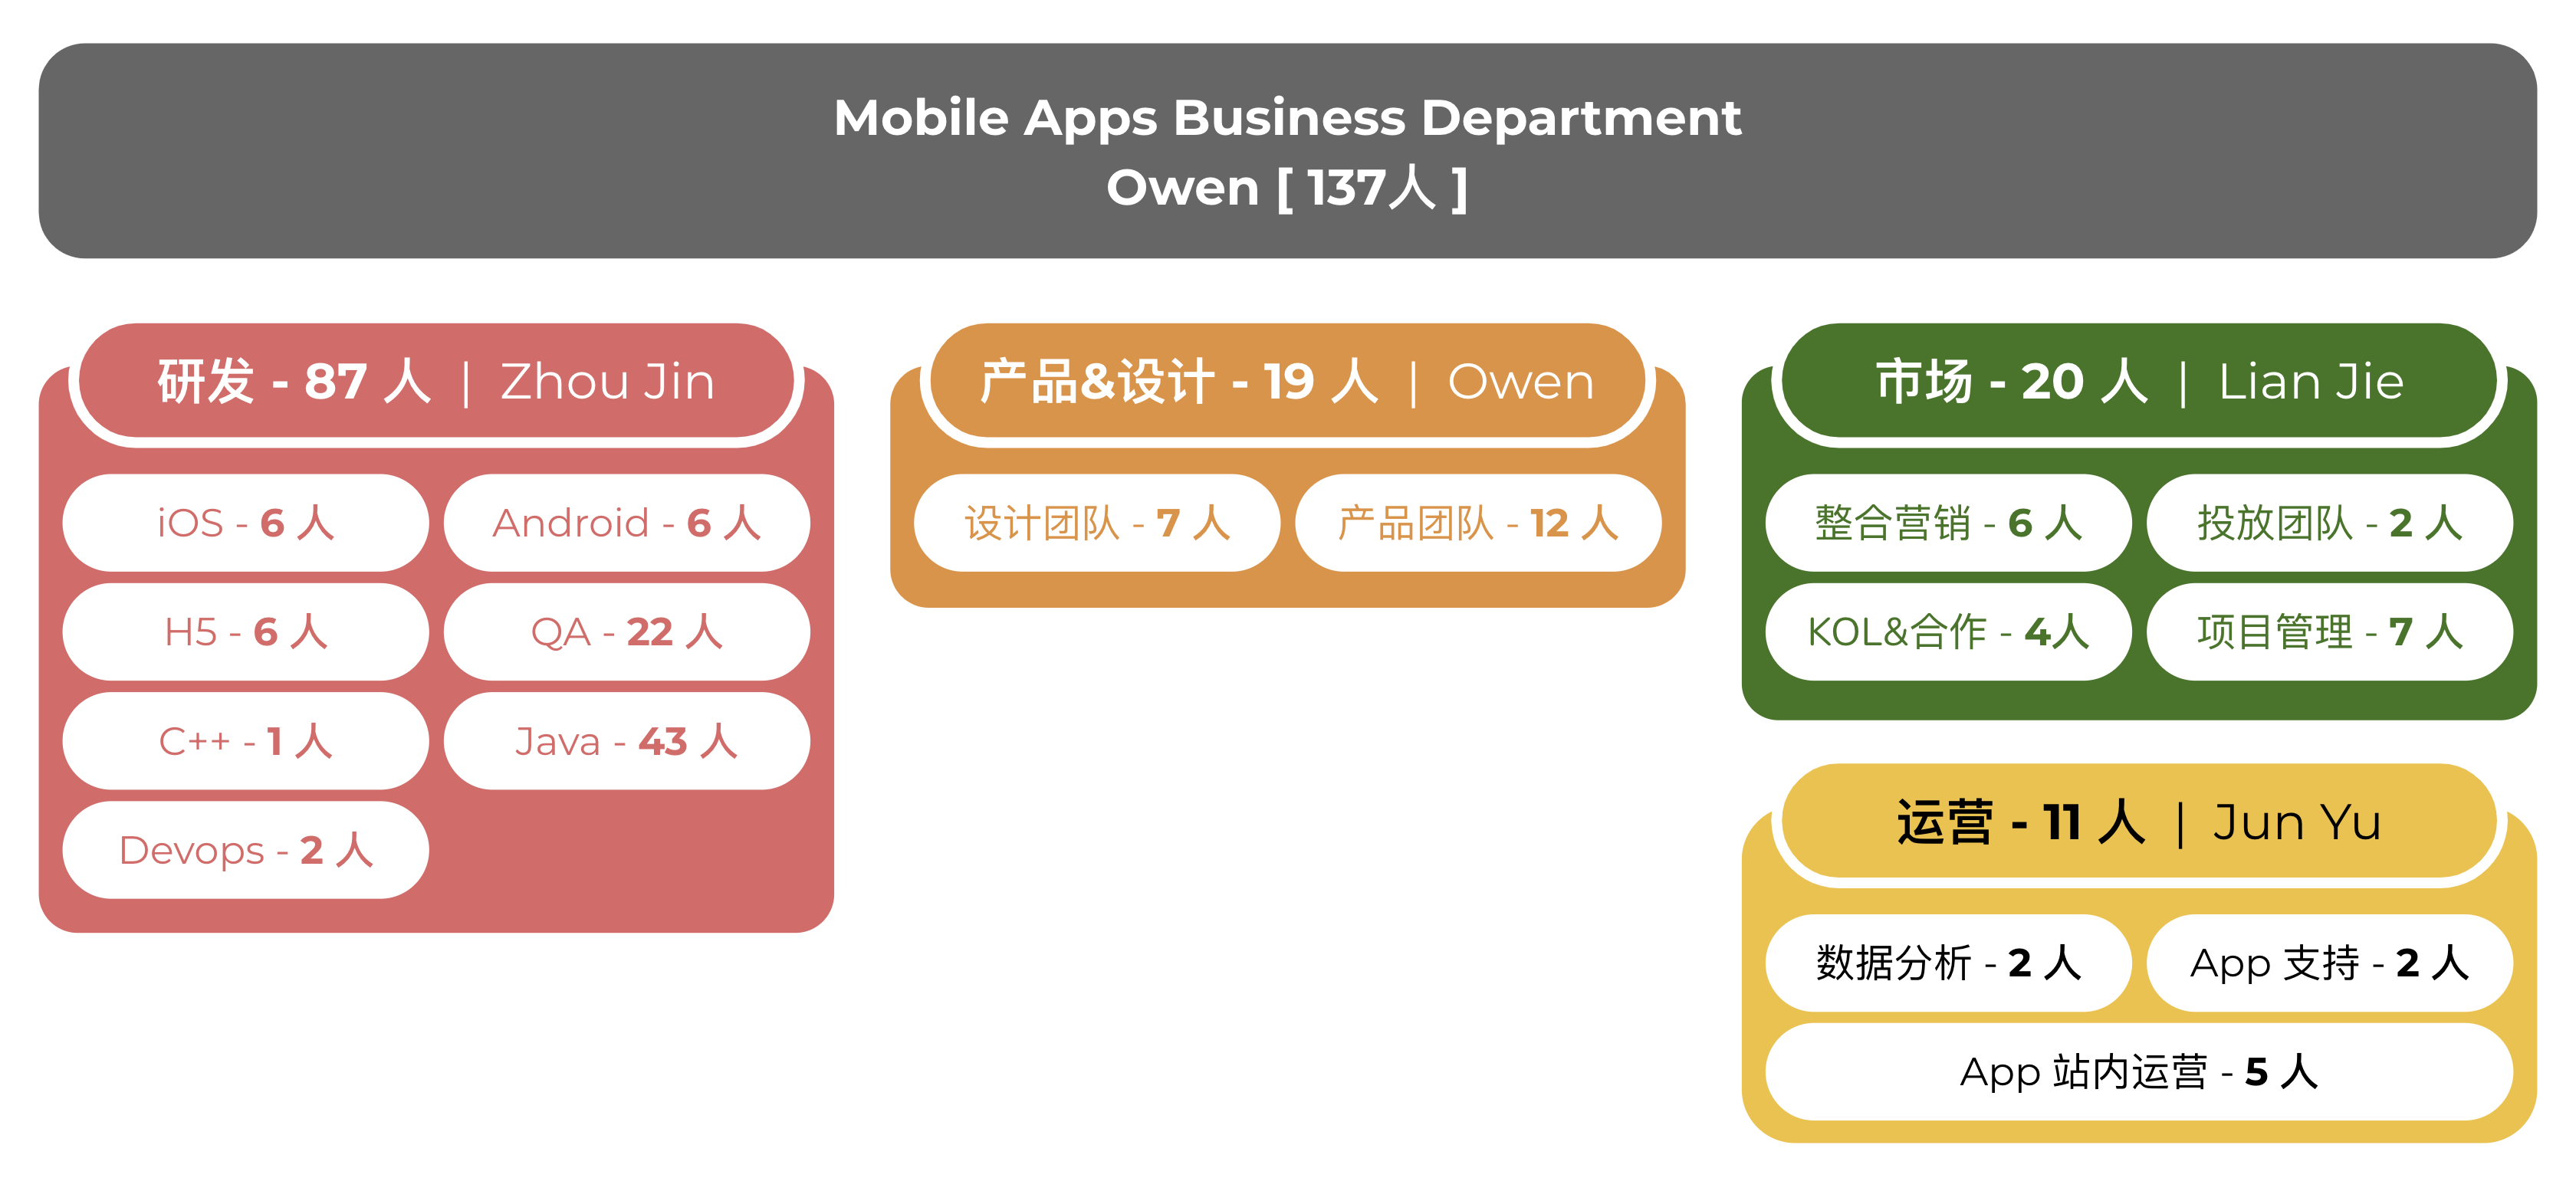 Mobile Apps Business Department
Owen [ 137人 ]
研发 - 87 人 | Zhou Jin
iOS - 6 人
Android - 6 人
H5 - 6 人
QA - 22 人
C++ - 1 人
Java - 43 人
Devops - 2 人
产品&设计 - 19 人 | Owen
设计团队 - 7 人
产品团队 - 12 人
市场 - 20 人 | Lian Jie
整合营销 - 6 人
投放团队 - 2 人
KOL&合作 - 4人
项目管理 - 7 人
运营 - 11 人 | Jun Yu
数据分析 - 2 人
App 支持 - 2 人
App 站内运营 - 5 人